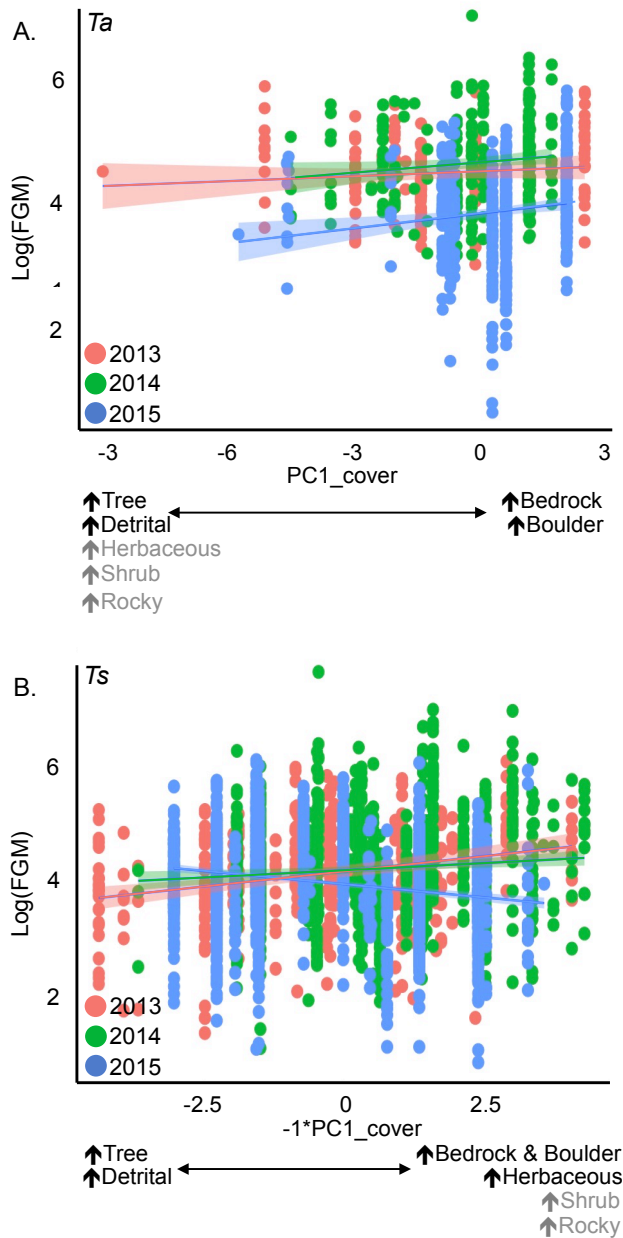 A.
Ta
6
4
2
Log(FGM)
2013
2014
2015
-3 -6 -3 0 3
PC1_cover
↑Tree ↑Bedrock
↑Detrital ↑Boulder
↑Herbaceous
↑Shrub
↑Rocky
B.
Ts
6
4
2
Log(FGM)
2013
2014
2015
-2.5 0 2.5
-1*PC1_cover
↑Tree ↑Bedrock & Boulder
↑Detrital ↑Herbaceous
↑Shrub
↑Rocky